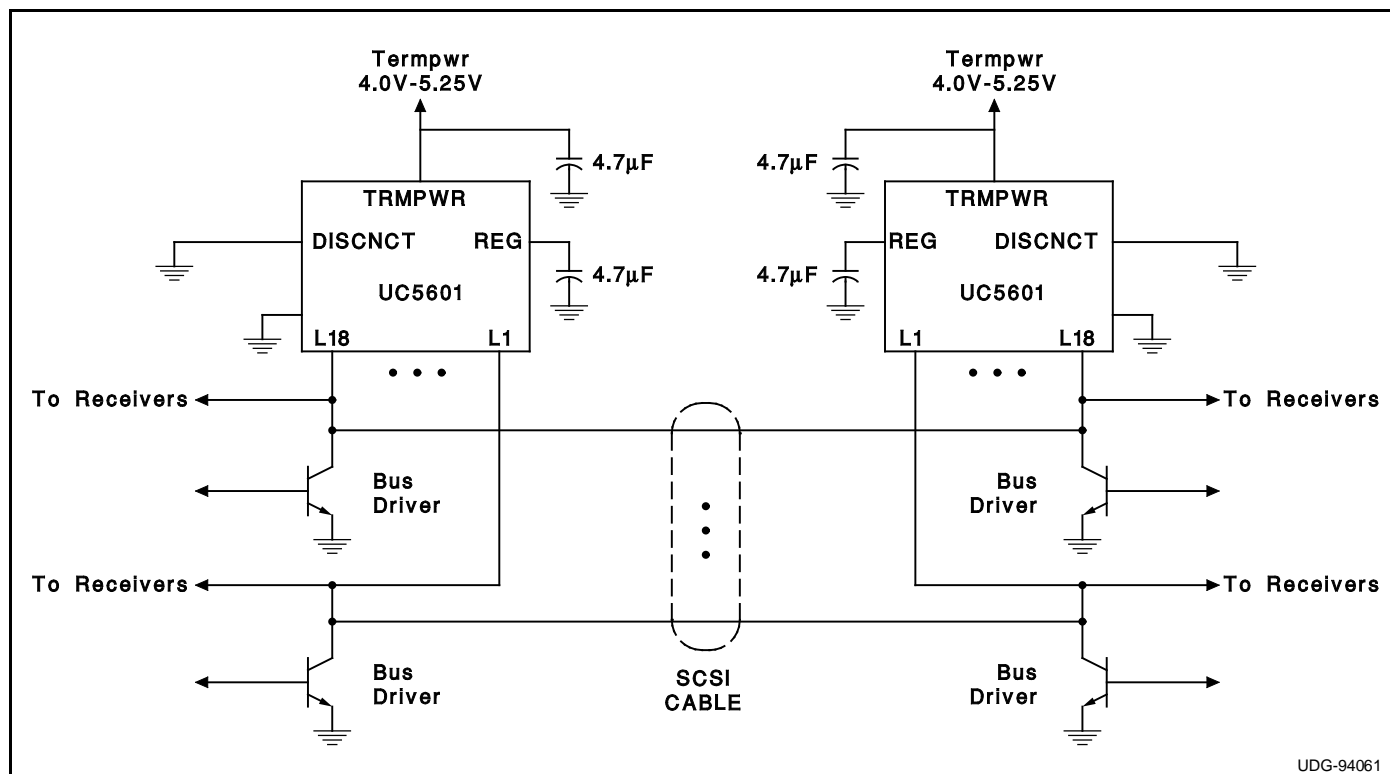 Termpwr
4.0V-5.25V
Termpwr
4.0V-5.25V
4.7μF
4.7μF
TRMPWR
TRMPWR
DISCNCT
REG
REG
DISCNCT
4.7μF
4.7μF
UC5601
UC5601
L18
L1
L1
L18
To Receivers
To Receivers
Bus
Driver
Bus
Driver
To Receivers
To Receivers
Bus
Driver
SCSI
CABLE
Bus
Driver
UDG-94061